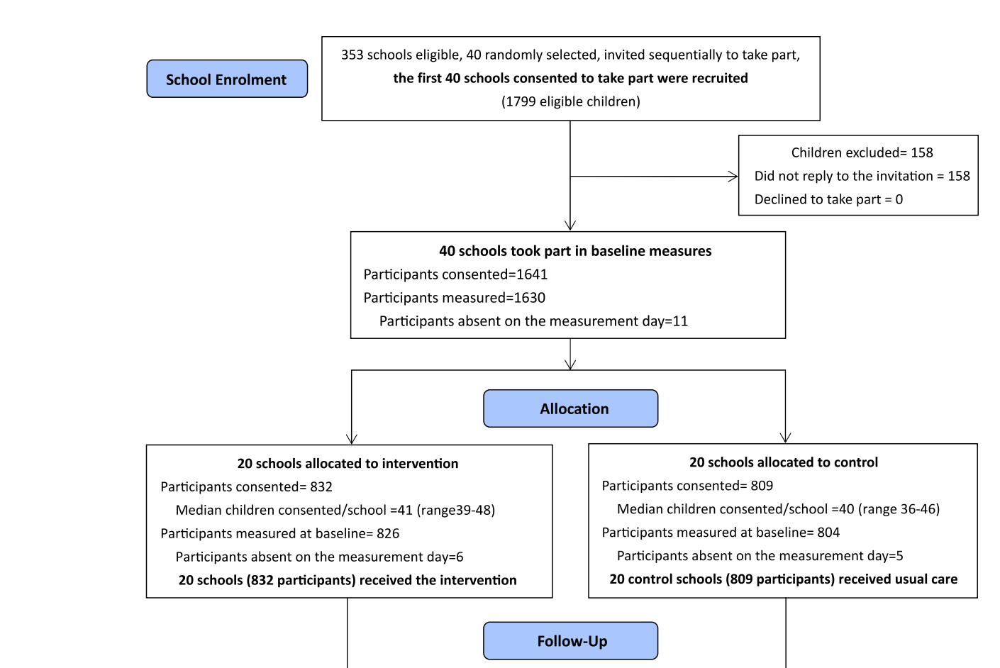 School Enrolment
353 schools eligible, 40 randomly selected, invited sequentially to take part,
the first 40 schools consented to take part were recruited
(1799 eligible children)
Children excluded= 158
Did not reply to the invitation = 158
Declined to take part = 0
40 schools took part in baseline measures
Participants consented=1641
Participants measured=1630
Participants absent on the measurement day=11
Allocation
20 schools allocated to intervention
Participants consented= 832
Median children consented/school =41 (range39-48)
Participants measured at baseline= 826
Participants absent on the measurement day=6
20 schools (832 participants) received the intervention
20 schools allocated to control
Participants consented= 809
Median children consented/school =40 (range 36-46)
Participants measured at baseline= 804
Participants absent on the measurement day=5
20 control schools (809 participants) received usual care
Follow-Up